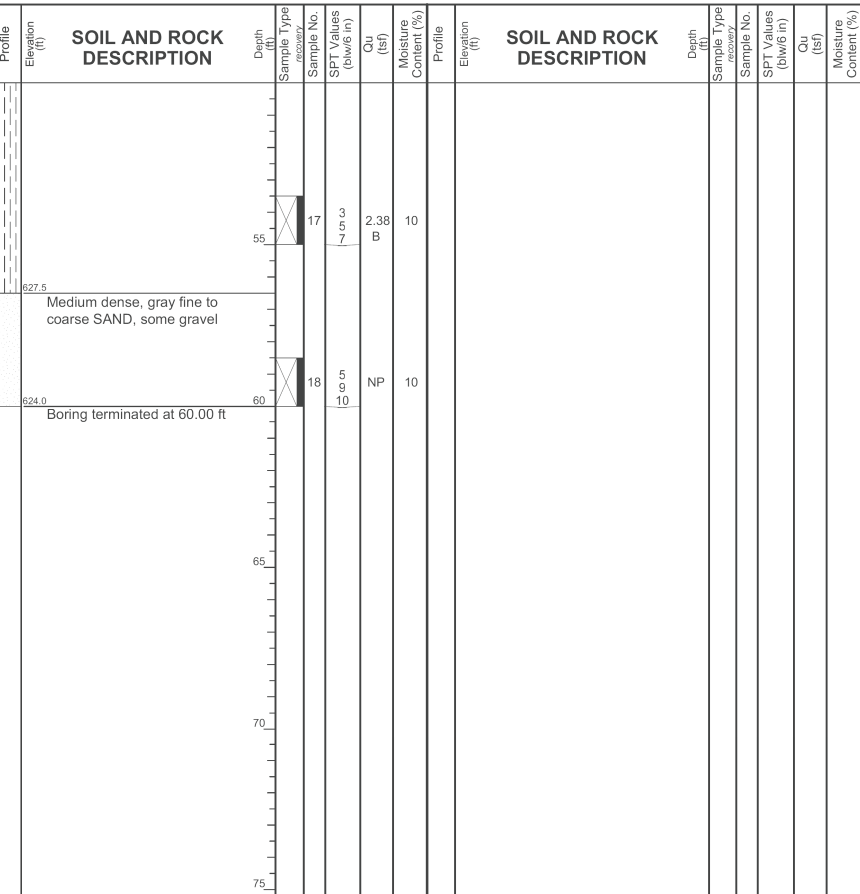 Profile
Elevation
(ft)
SOIL AND ROCK
DESCRIPTION
Depth
(ft)
Sample Type
recovery
Sample No.
SPT Values
(blw/6 in)
Qu
(tsf)
Moisture
Content (%)
Profile
Elevation
(ft)
SOIL AND ROCK
DESCRIPTION
Depth
(ft)
Sample Type
recovery
Sample No.
SPT Values
(blw/6 in)
Qu
(tsf)
Moisture
Content (%)
17
3
5
7
2.38
B
10
55
627.5
Medium dense, gray fine to
coarse SAND, some gravel
18
5
9
10
NP
10
624.0
60
Boring terminated at 60.00 ft
65
70
75